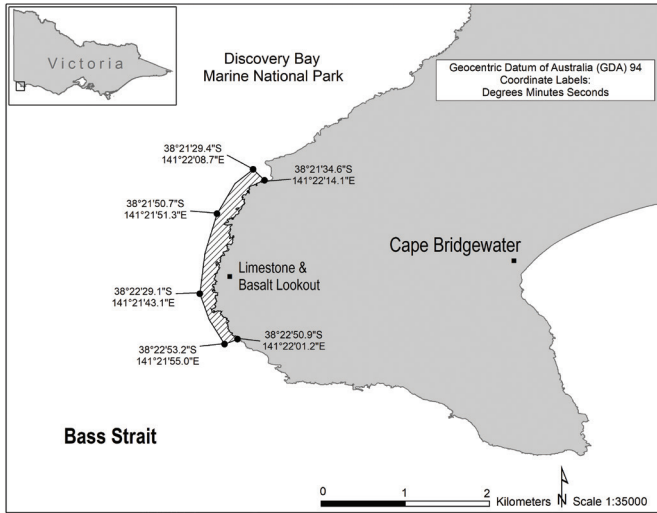 Victoria
Discovery Bay
Marine National Park
Geocentric Datum of Australia (GDA) 94
Coordinate Labels:
Degrees Minutes Seconds
38°21'29.4"S
141°22'08.7"E
38°21'34.6"S
141°22'14.1"E
38°21'50.7"S
141°21'51.3"E
Cape Bridgewater
Limestone &
Basalt Lookout
38°22'29.1"S
141°21'43.1"E
38°22'50.9"S
141°22'01.2"E
38°22'53.2"S
141°21'55.0"E
Bass Strait
0 1 2
Kilometers N Scale 1:35000